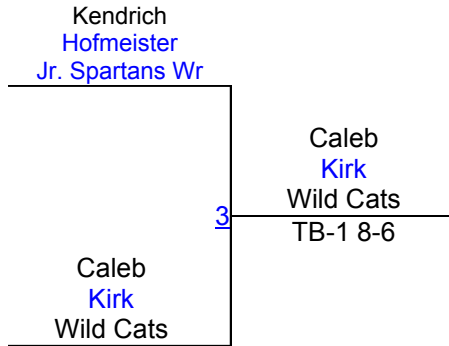 Kendrich
Hofmeister
Jr. Spartans Wr
Caleb
Kirk
Wild Cats
3
TB-1 8-6
Caleb
Kirk
Wild Cats